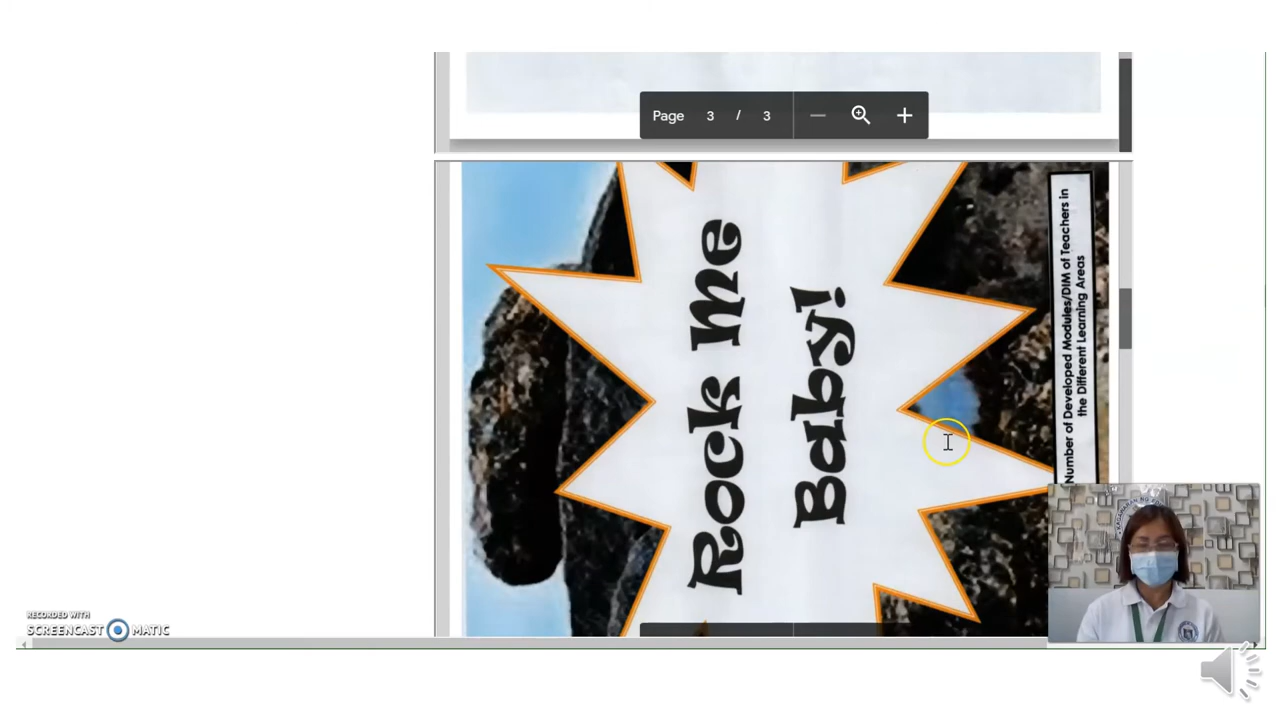 Page 3 / 3
Rock Me
Baby!
Number of Developed Modules/DIM of Teachers in
the Different Learning Areas
RECORDED WITH
SCREENCAST MATIC